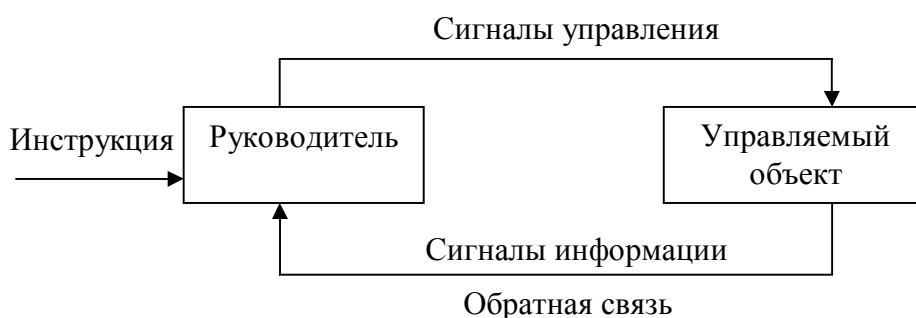 Сигналы управления
Инструкция
Руководитель
Управляемый
объект
Сигналы информации
Обратная связь